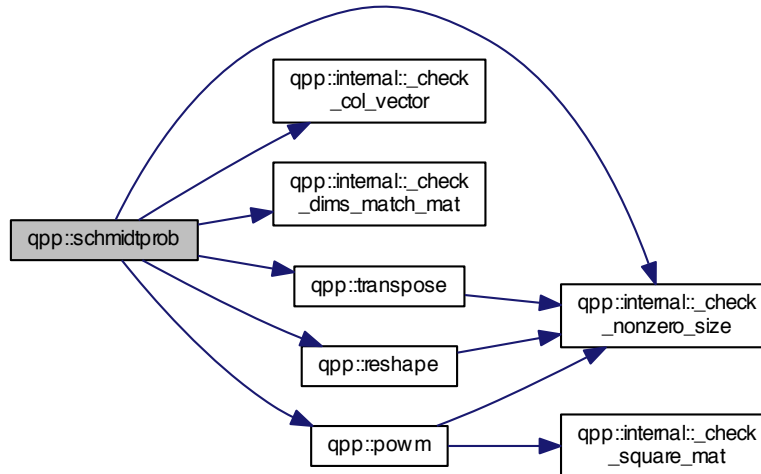 qpp::internal::_check
_col_vector
qpp::internal::_check
_dims_match_mat
qpp::schmidtprob
qpp::transpose
qpp::internal::_check
_nonzero_size
qpp::reshape
qpp::powm
qpp::internal::_check
_square_mat